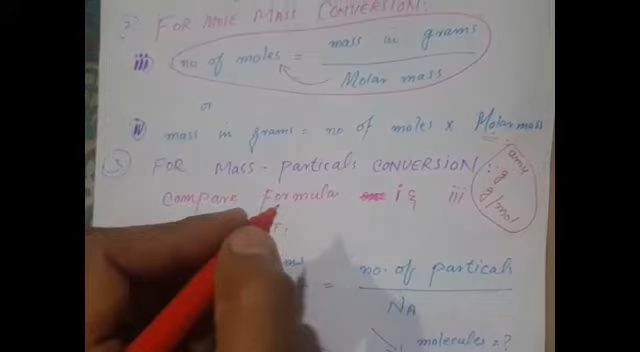 ② FOR MOLE MASS CONVERSION:
iii no of moles = mass in grams / Molar mass
or
iv mass in grams = no of moles × Molar mass
③ FOR MASS - Particals CONVERSION:
amu
g
g/mol
Compare Formula i & iii
= no. of particals / NA
molecules = ?